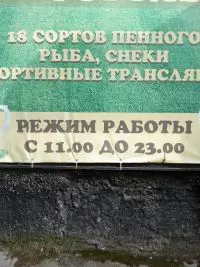 18 СОРТОВ ПЕННОГО
РЫБА, СНЕКИ
ОРТИВНЫЕ ТРАНСЛЯ
РЕЖИМ РАБОТЫ
С 11.00 ДО 23.00